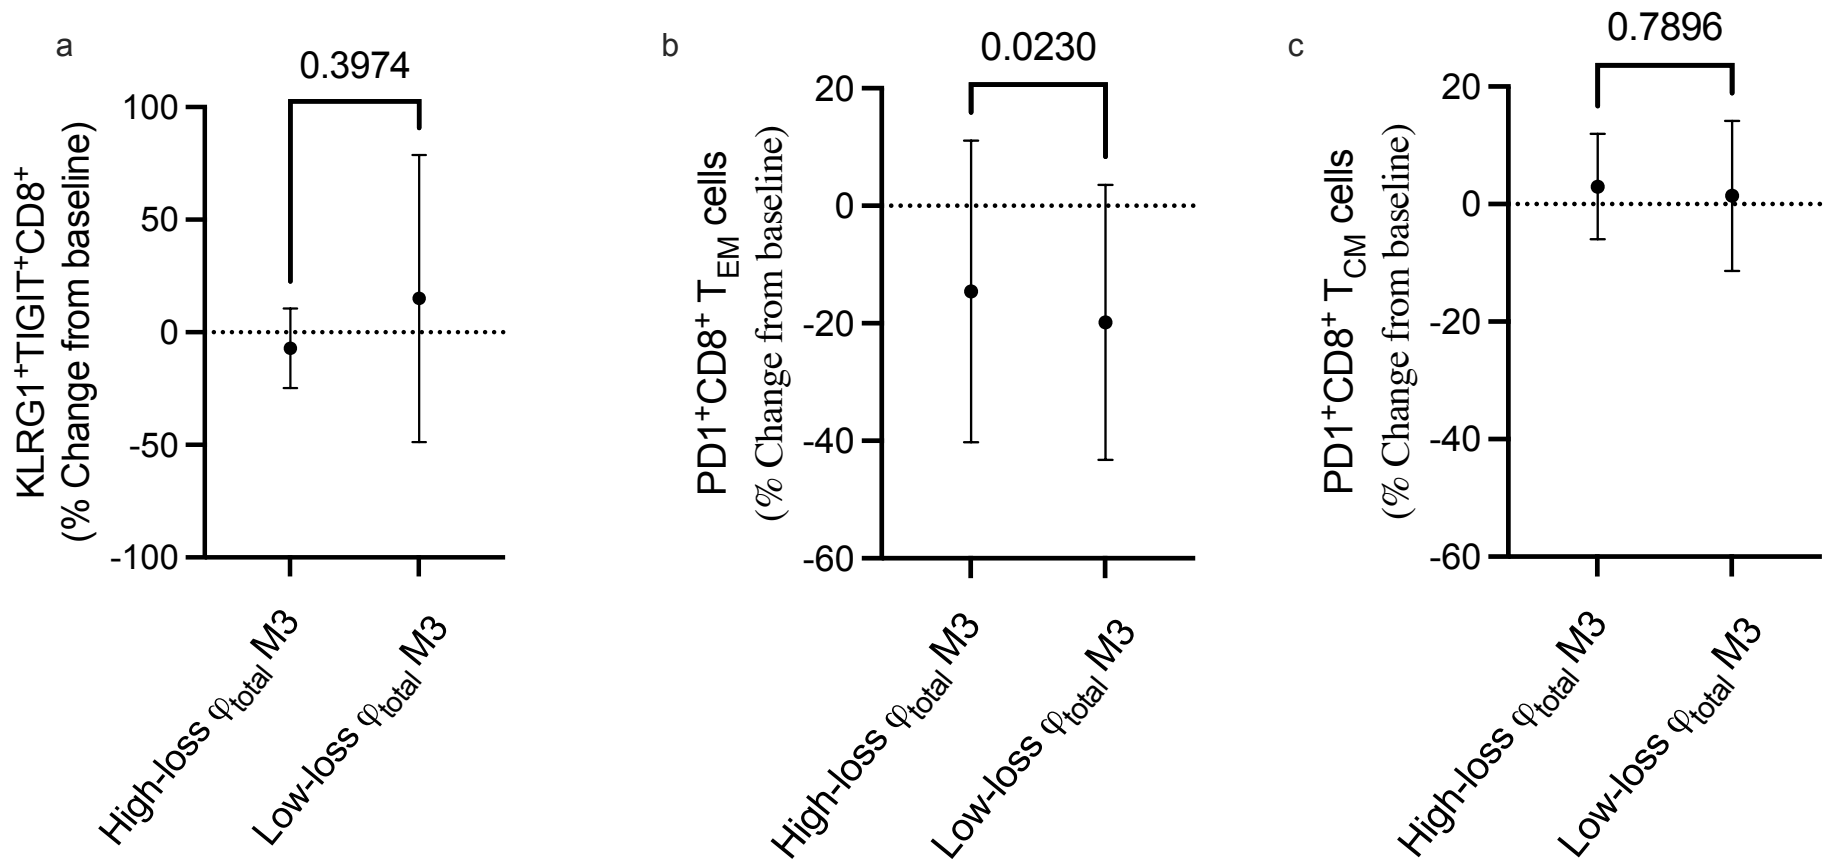 a
0.3974
KLRG1⁺TIGIT⁺CD8⁺
(% Change from baseline)
100
50
0
-50
-100
High-loss φtotal M3
Low-loss φtotal M3
b
0.0230
PD1⁺CD8⁺ TEM cells
(% Change from baseline)
20
0
-20
-40
-60
High-loss φtotal M3
Low-loss φtotal M3
c
0.7896
PD1⁺CD8⁺ TCM cells
(% Change from baseline)
20
0
-20
-40
-60
High-loss φtotal M3
Low-loss φtotal M3